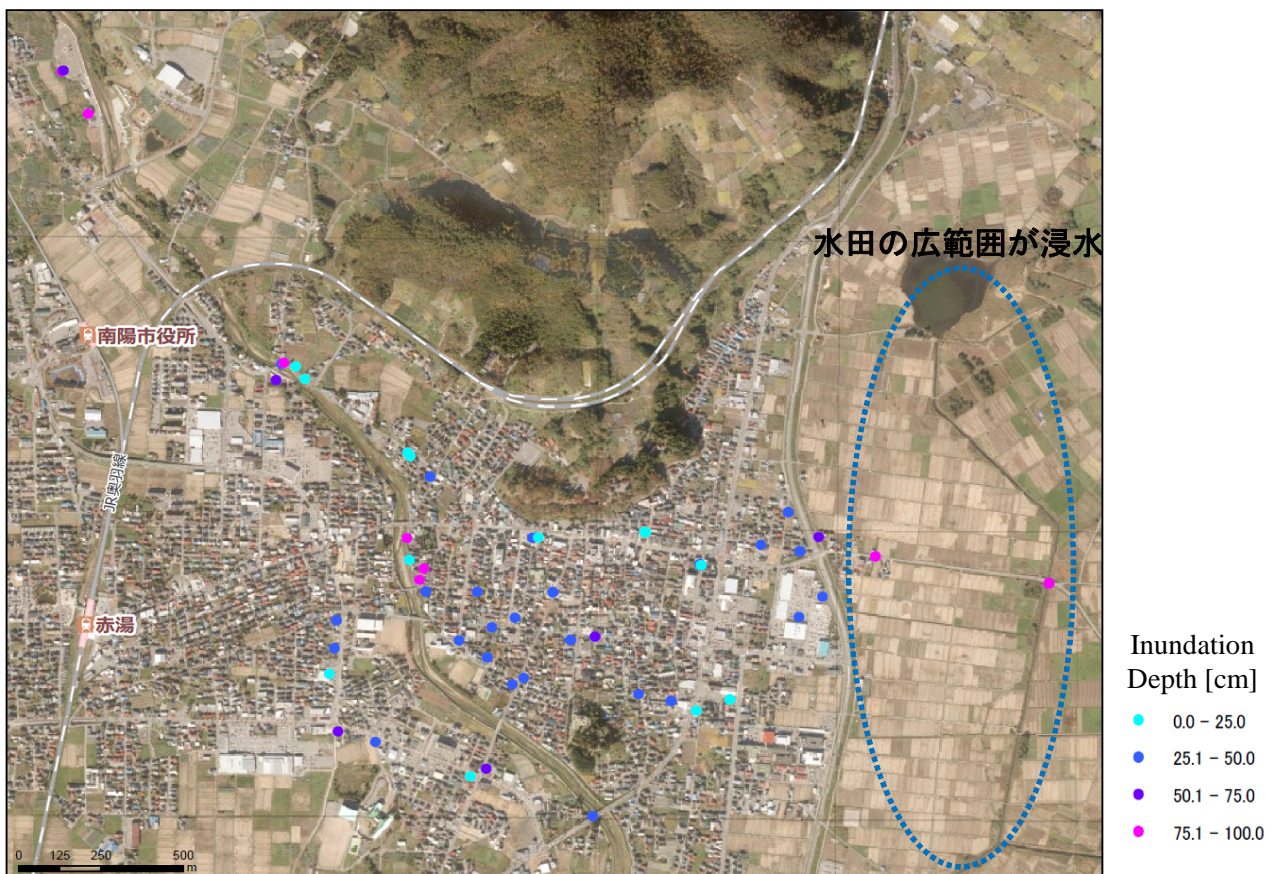 水田の広範囲が浸水
南陽市役所
JR奥羽線
赤湯
Inundation
Depth [cm]
0.0 - 25.0
25.1 - 50.0
50.1 - 75.0
75.1 - 100.0
0 125 250 500
m